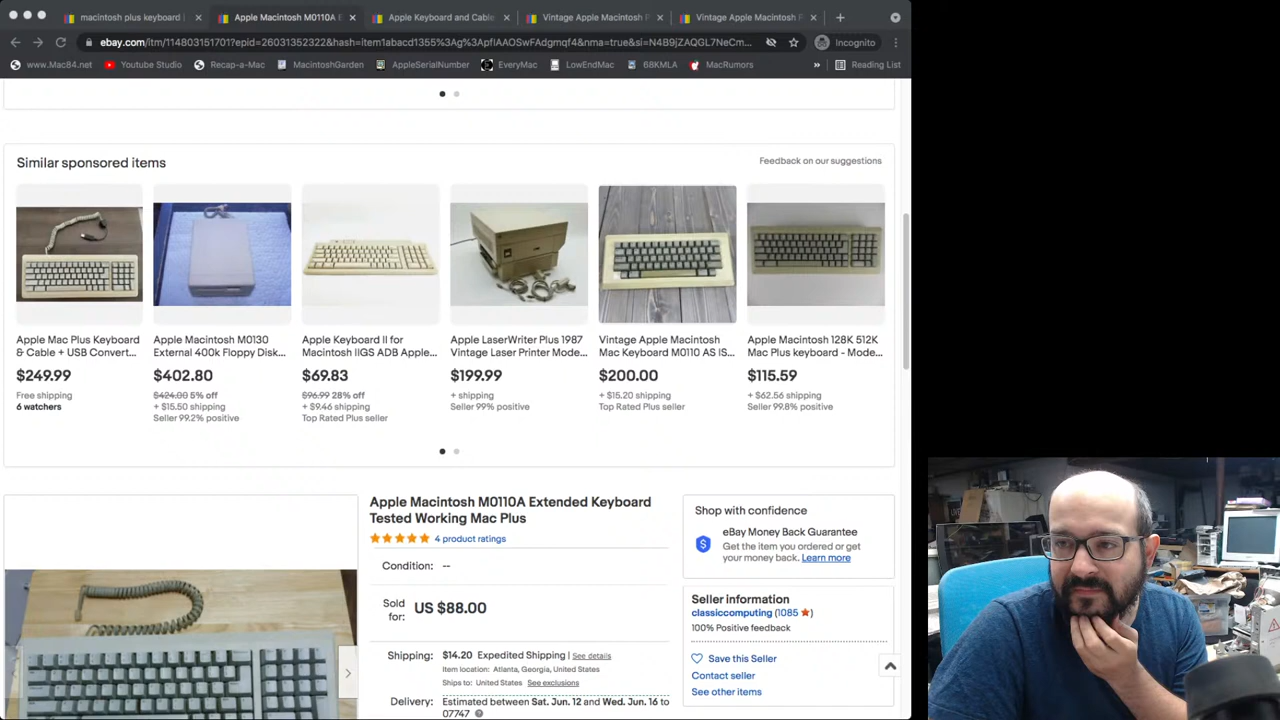 macintosh plus keyboard
Apple Macintosh M0110A E
Apple Keyboard and Cable
Vintage Apple Macintosh
Vintage Apple Macintosh
ebay.com/itm/114803151701?epid=26031352322&hash=item1abacd1355%3Ag%3ApfIAAOSwFAdgmqf4&nma=true&si=N4B9jZAQGL7NeCm...
Incognito
www.Mac84.net
Youtube Studio
Recap-a-Mac
MacintoshGarden
AppleSerialNumber
EveryMac
LowEndMac
68KMLA
MacRumors
»
Reading List
Similar sponsored items
Feedback on our suggestions
Apple Mac Plus Keyboard
& Cable + USB Convert...
$249.99
Free shipping
6 watchers
Apple Macintosh M0130
External 400k Floppy Disk...
$402.80
$424.00 5% off
+ $15.50 shipping
Seller 99.2% positive
Apple Keyboard II for
Macintosh IIGS ADB Apple...
$69.83
$96.99 28% off
+ $9.46 shipping
Top Rated Plus seller
Apple LaserWriter Plus 1987
Vintage Laser Printer Mode...
$199.99
+ shipping
Seller 99% positive
Vintage Apple Macintosh
Mac Keyboard M0110 AS IS...
$200.00
+ $15.20 shipping
Top Rated Plus seller
Apple Macintosh 128K 512K
Mac Plus keyboard - Mode...
$115.59
+ $62.56 shipping
Seller 99.8% positive
Apple Macintosh M0110A Extended Keyboard
Tested Working Mac Plus
4 product ratings
Condition: --
Sold
for:
US $88.00
Shipping: $14.20 Expedited Shipping | See details
Item location: Atlanta, Georgia, United States
Ships to: United States See exclusions
Delivery: Estimated between Sat. Jun. 12 and Wed. Jun. 16 to
07747
Shop with confidence
eBay Money Back Guarantee
Get the item you ordered or get
your money back. Learn more
Seller information
classiccomputing (1085 )
100% Positive feedback
Save this Seller
Contact seller
See other items